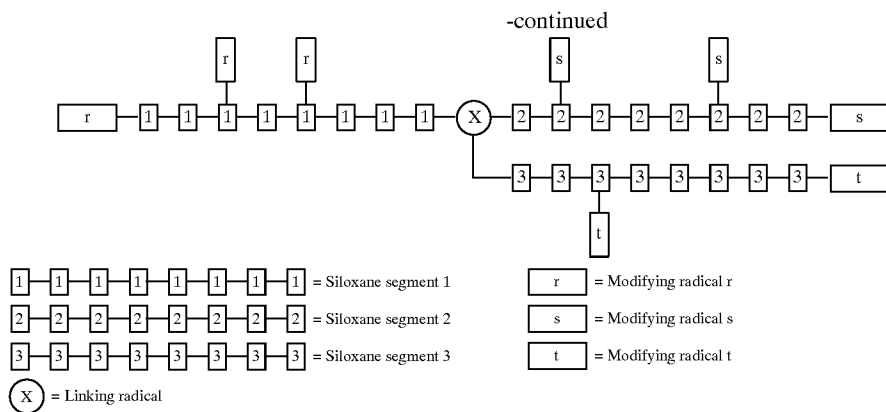 -continued
r r s s
r 1 1 1 1 1 1 1 1 X 2 2 2 2 2 2 2 2 s
3 3 3 3 3 3 3 3 t
t
1 1 1 1 1 1 1 1 = Siloxane segment 1
r = Modifying radical r
2 2 2 2 2 2 2 2 = Siloxane segment 2
s = Modifying radical s
3 3 3 3 3 3 3 3 = Siloxane segment 3
t = Modifying radical t
X = Linking radical